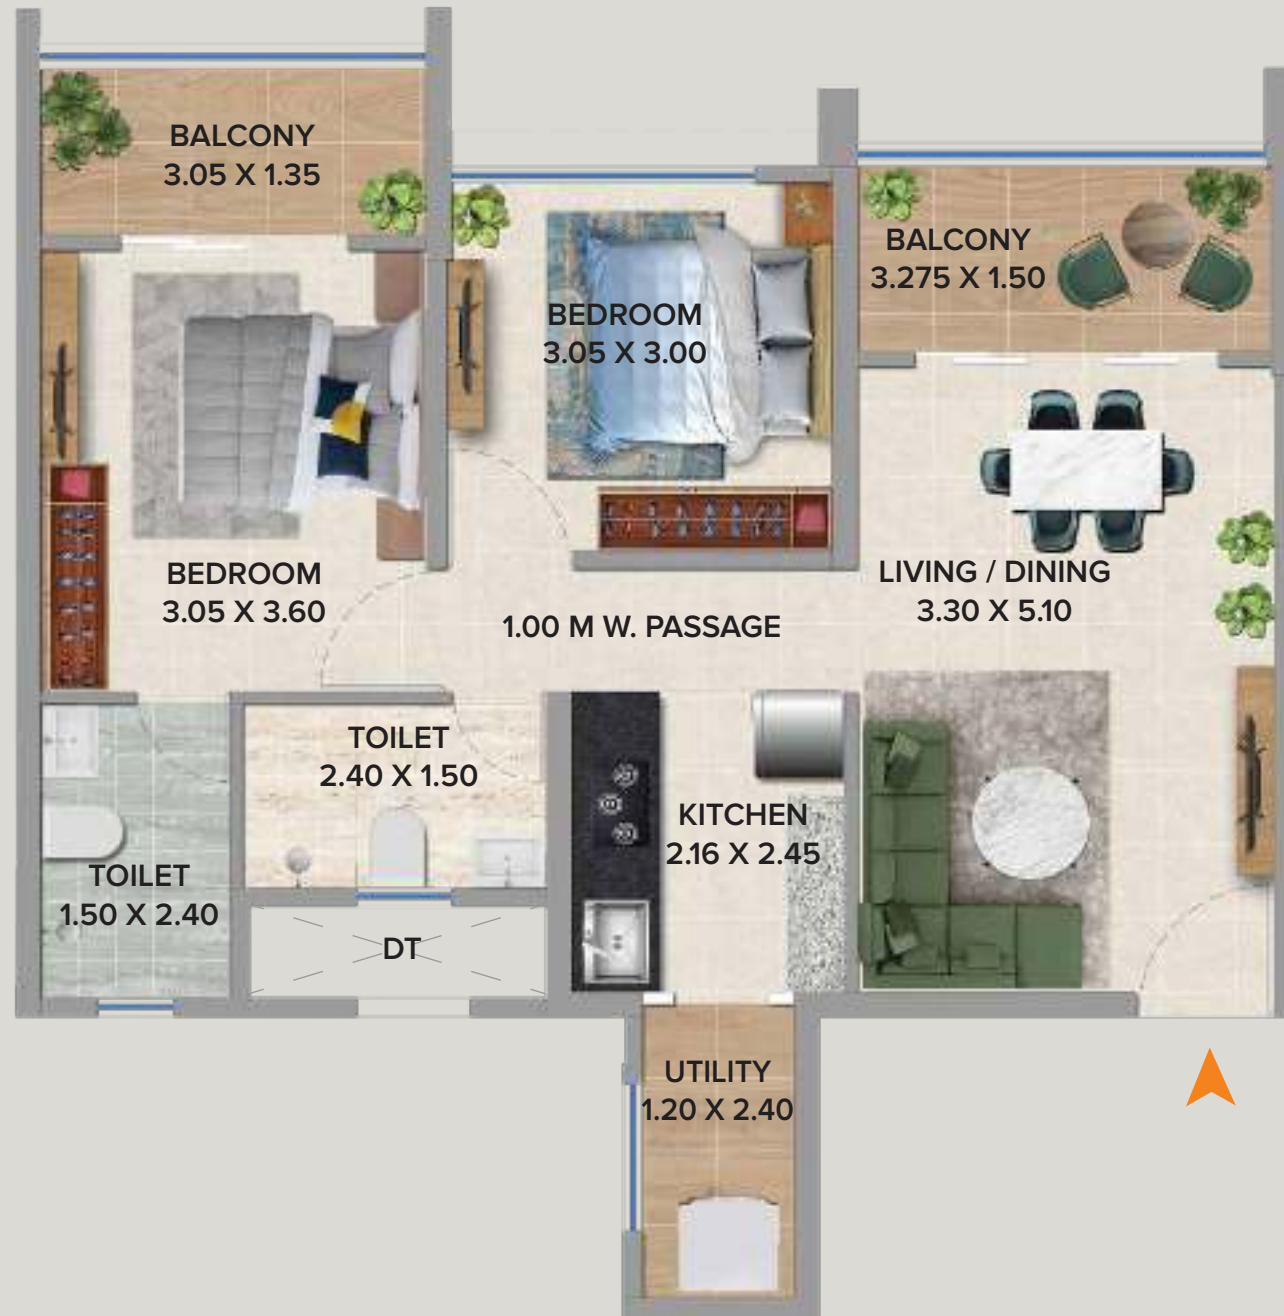 BALCONY
3.05 X 1.35
BALCONY
3.275 X 1.50
BEDROOM
3.05 X 3.00
BEDROOM
3.05 X 3.60
LIVING / DINING
3.30 X 5.10
1.00 M W. PASSAGE
TOILET
2.40 X 1.50
KITCHEN
2.16 X 2.45
TOILET
1.50 X 2.40
DT
UTILITY
1.20 X 2.40